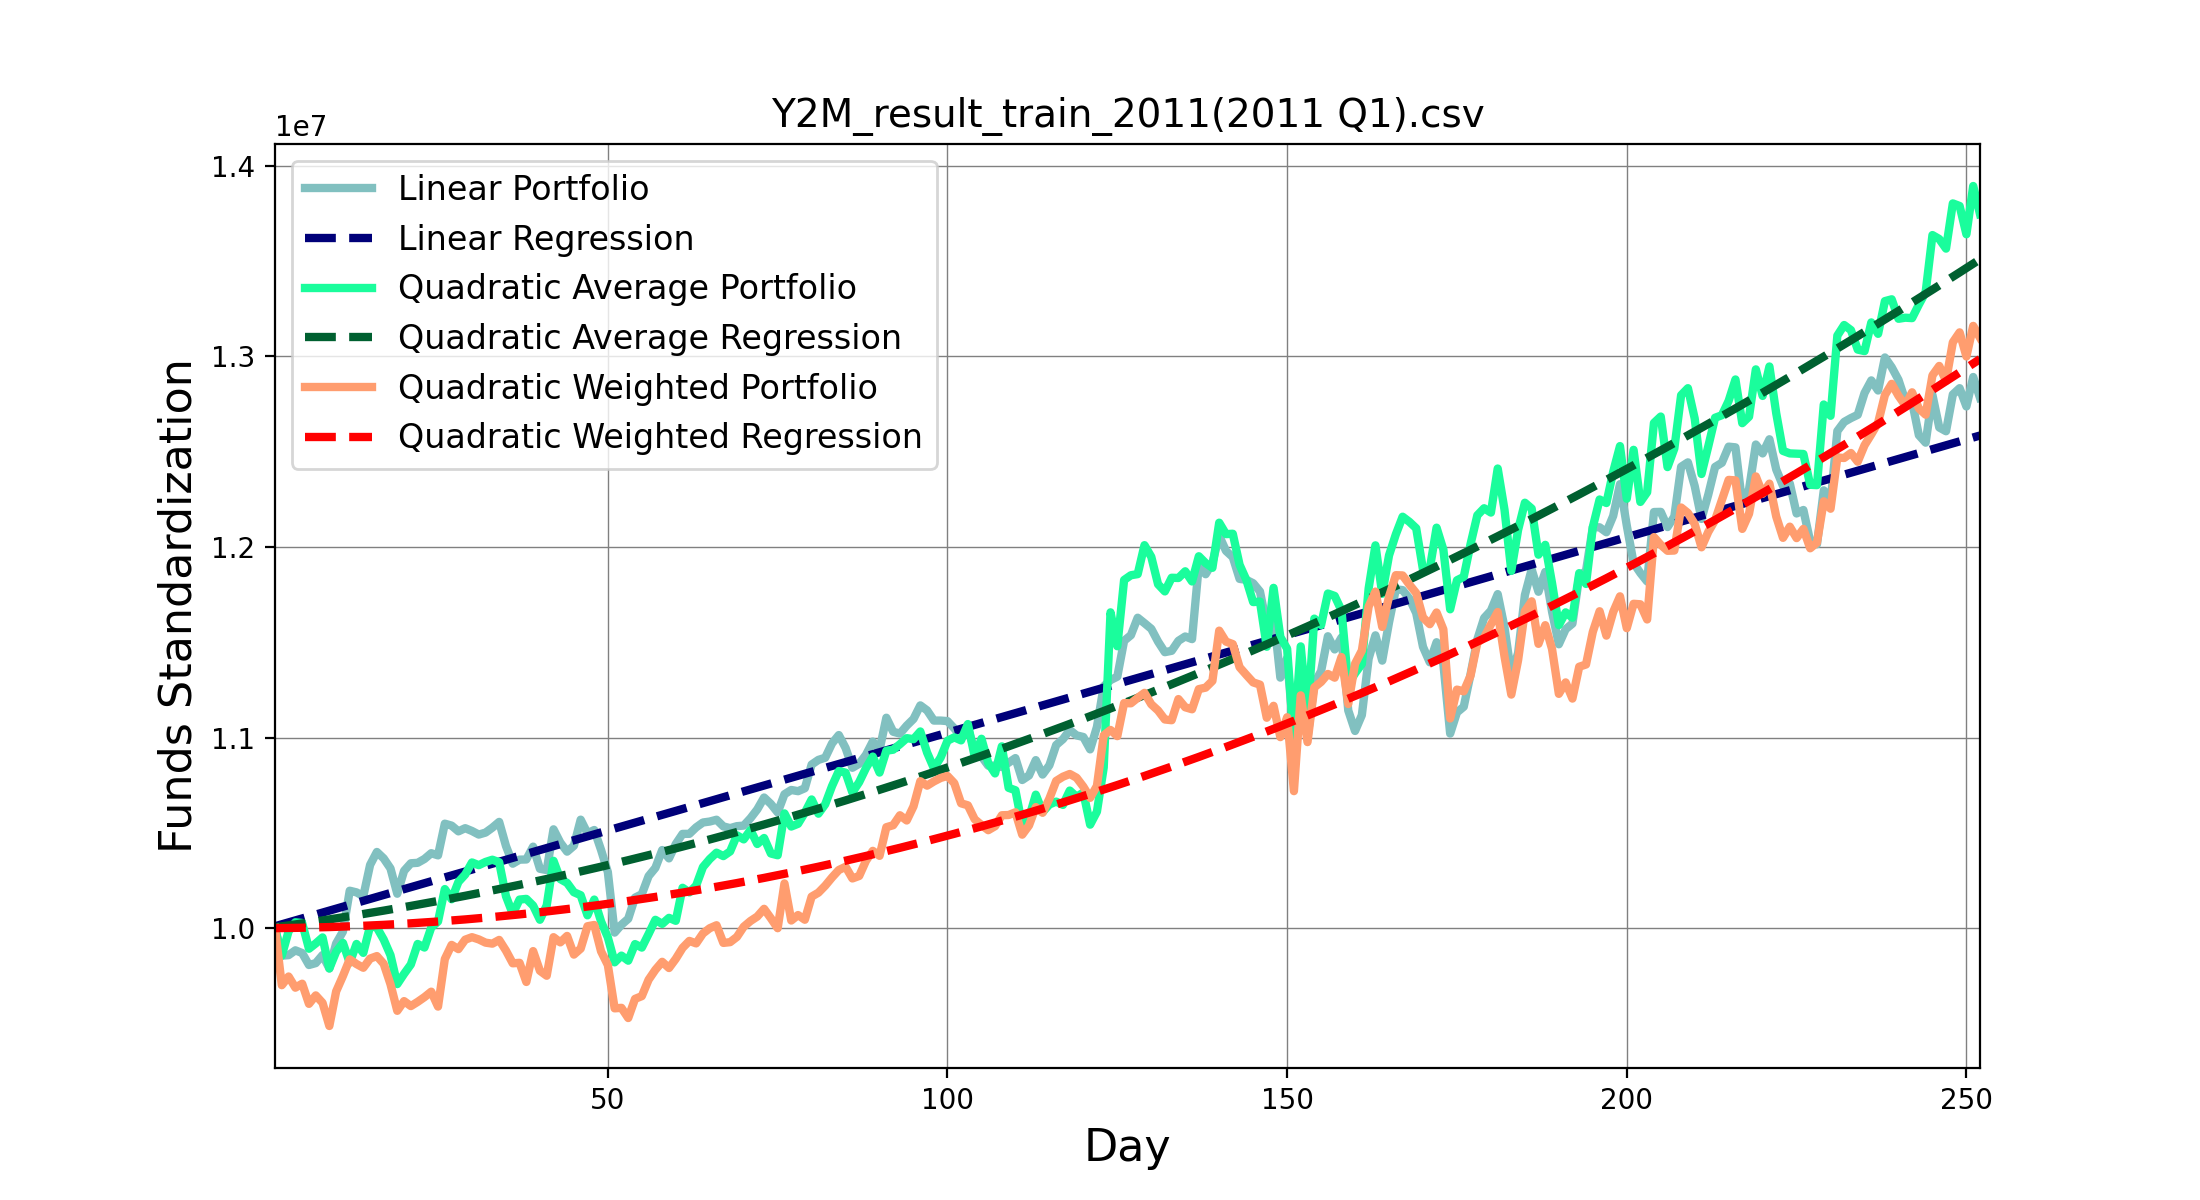 Y2M_result_train_2011(2011 Q1).csv
1e7
Linear Portfolio
Linear Regression
Quadratic Average Portfolio
Quadratic Average Regression
Quadratic Weighted Portfolio
Quadratic Weighted Regression
1.4
1.3
1.2
1.1
1.0
Funds Standardization
50 100 150 200 250
Day